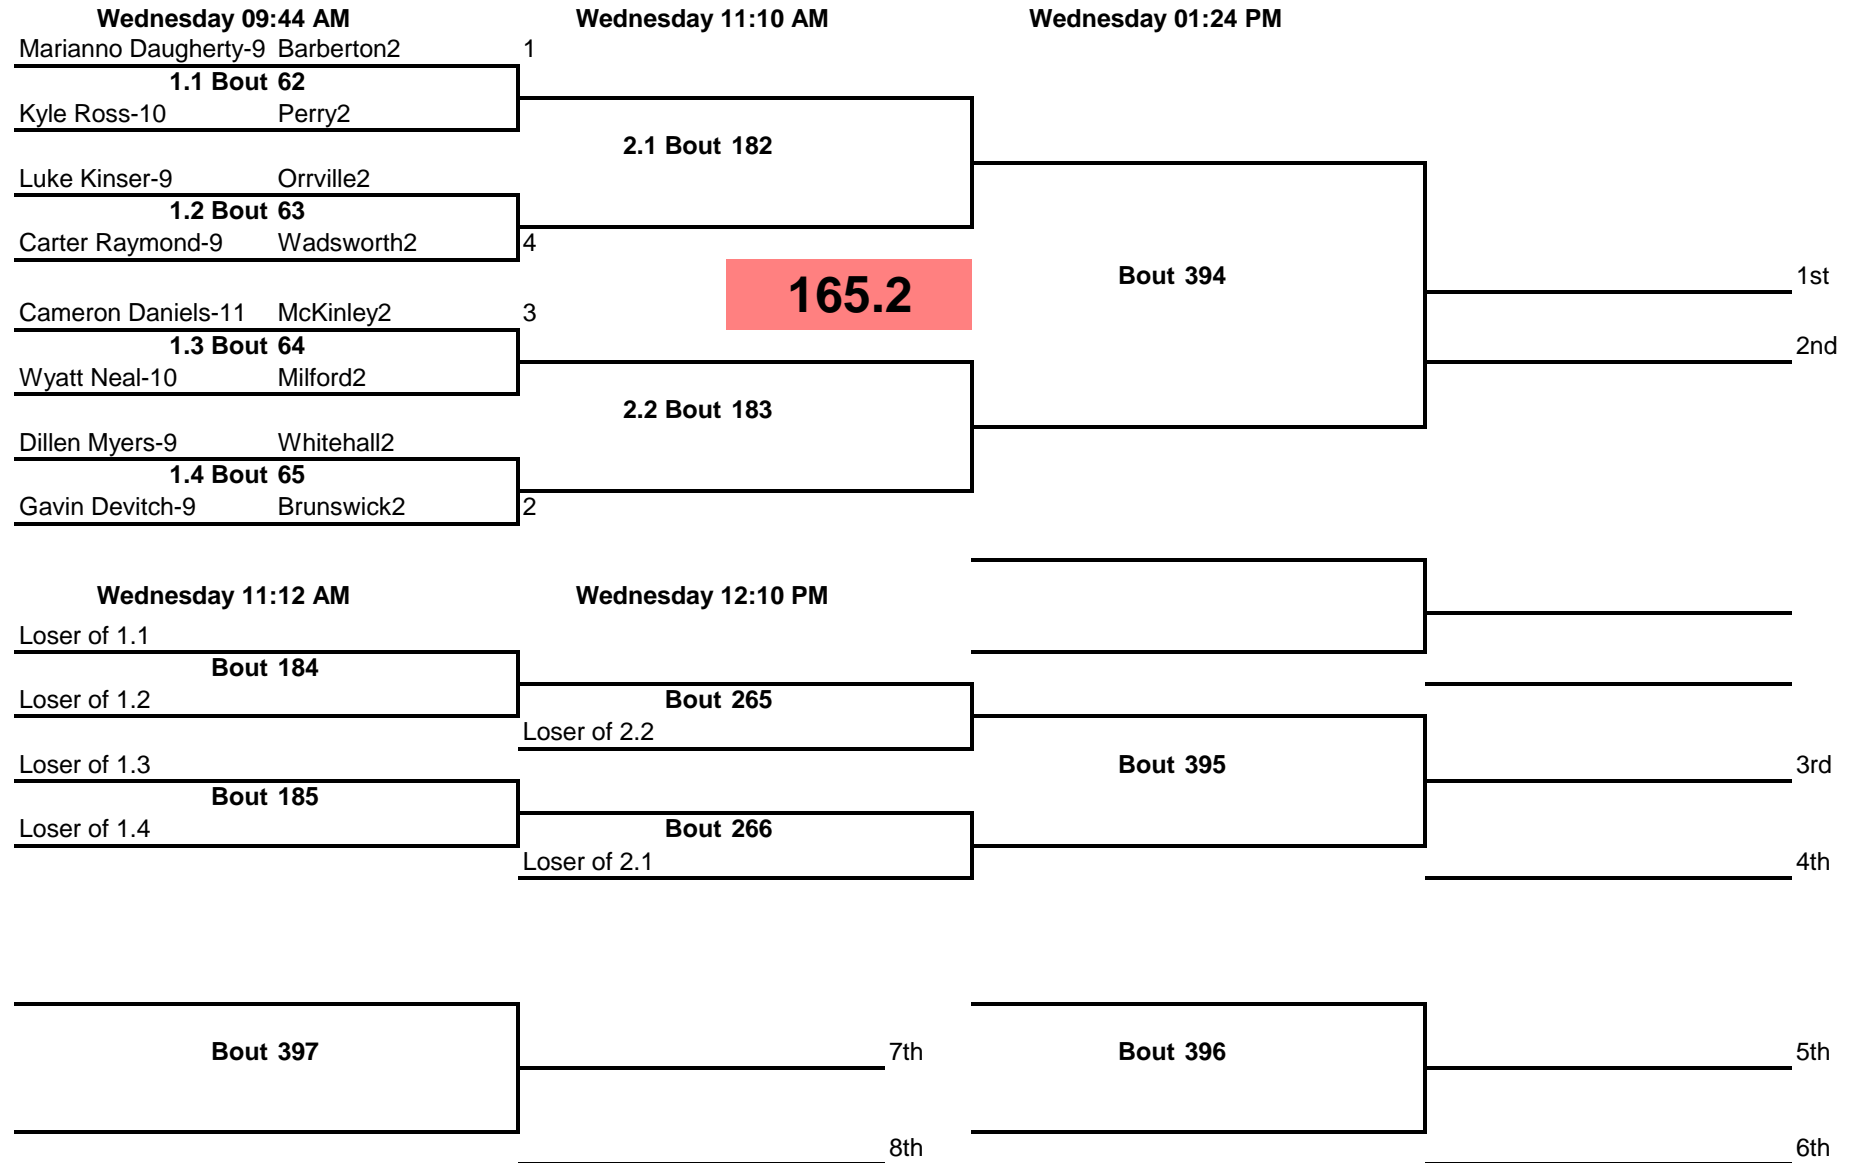 Wednesday 09:44 AM Wednesday 11:10 AM Wednesday 01:24 PM
Marianno Daugherty-9 Barberton2 1
1.1 Bout 62
Kyle Ross-10 Perry2
2.1 Bout 182
Luke Kinser-9 Orrville2
1.2 Bout 63
Carter Raymond-9 Wadsworth2 4
165.2 Bout 394 1st
Cameron Daniels-11 McKinley2 3
1.3 Bout 64 2nd
Wyatt Neal-10 Milford2
2.2 Bout 183
Dillen Myers-9 Whitehall2
1.4 Bout 65
Gavin Devitch-9 Brunswick2 2
Wednesday 11:12 AM Wednesday 12:10 PM
Loser of 1.1
Bout 184
Loser of 1.2 Bout 265
Loser of 2.2
Loser of 1.3 Bout 395 3rd
Bout 185
Loser of 1.4 Bout 266
Loser of 2.1 4th
Bout 397 7th Bout 396 5th
8th 6th